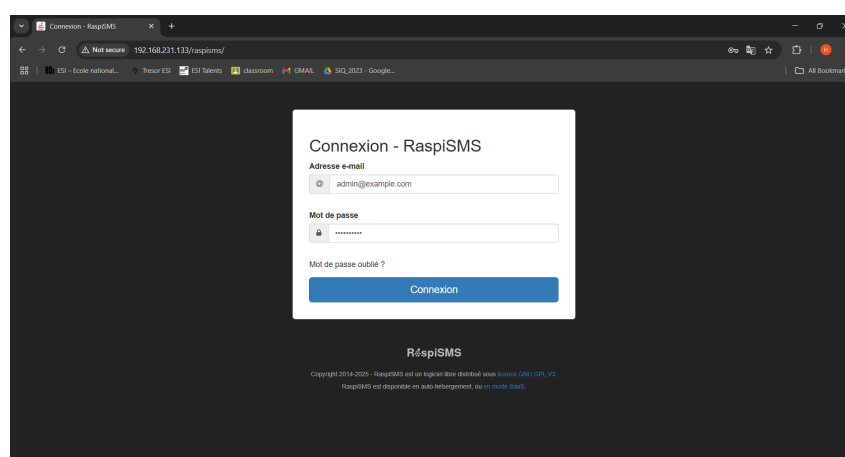 Connexion - RaspiSMS
Not secure 192.168.231.133/raspisms/
ESI – Ecole national... Tresor ESI ESI Talents classroom GMAIL SIQ_2023 - Google... All Bookmar
Connexion - RaspiSMS
Adresse e-mail
@ admin@example.com
Mot de passe
Mot de passe oublié ?
Connexion
RaspiSMS
Copyright 2014-2025 - RaspiSMS est un logiciel libre distribué sous licence GNU GPL V3.
RaspiSMS est disponible en auto-hébergement, ou en mode SaaS.